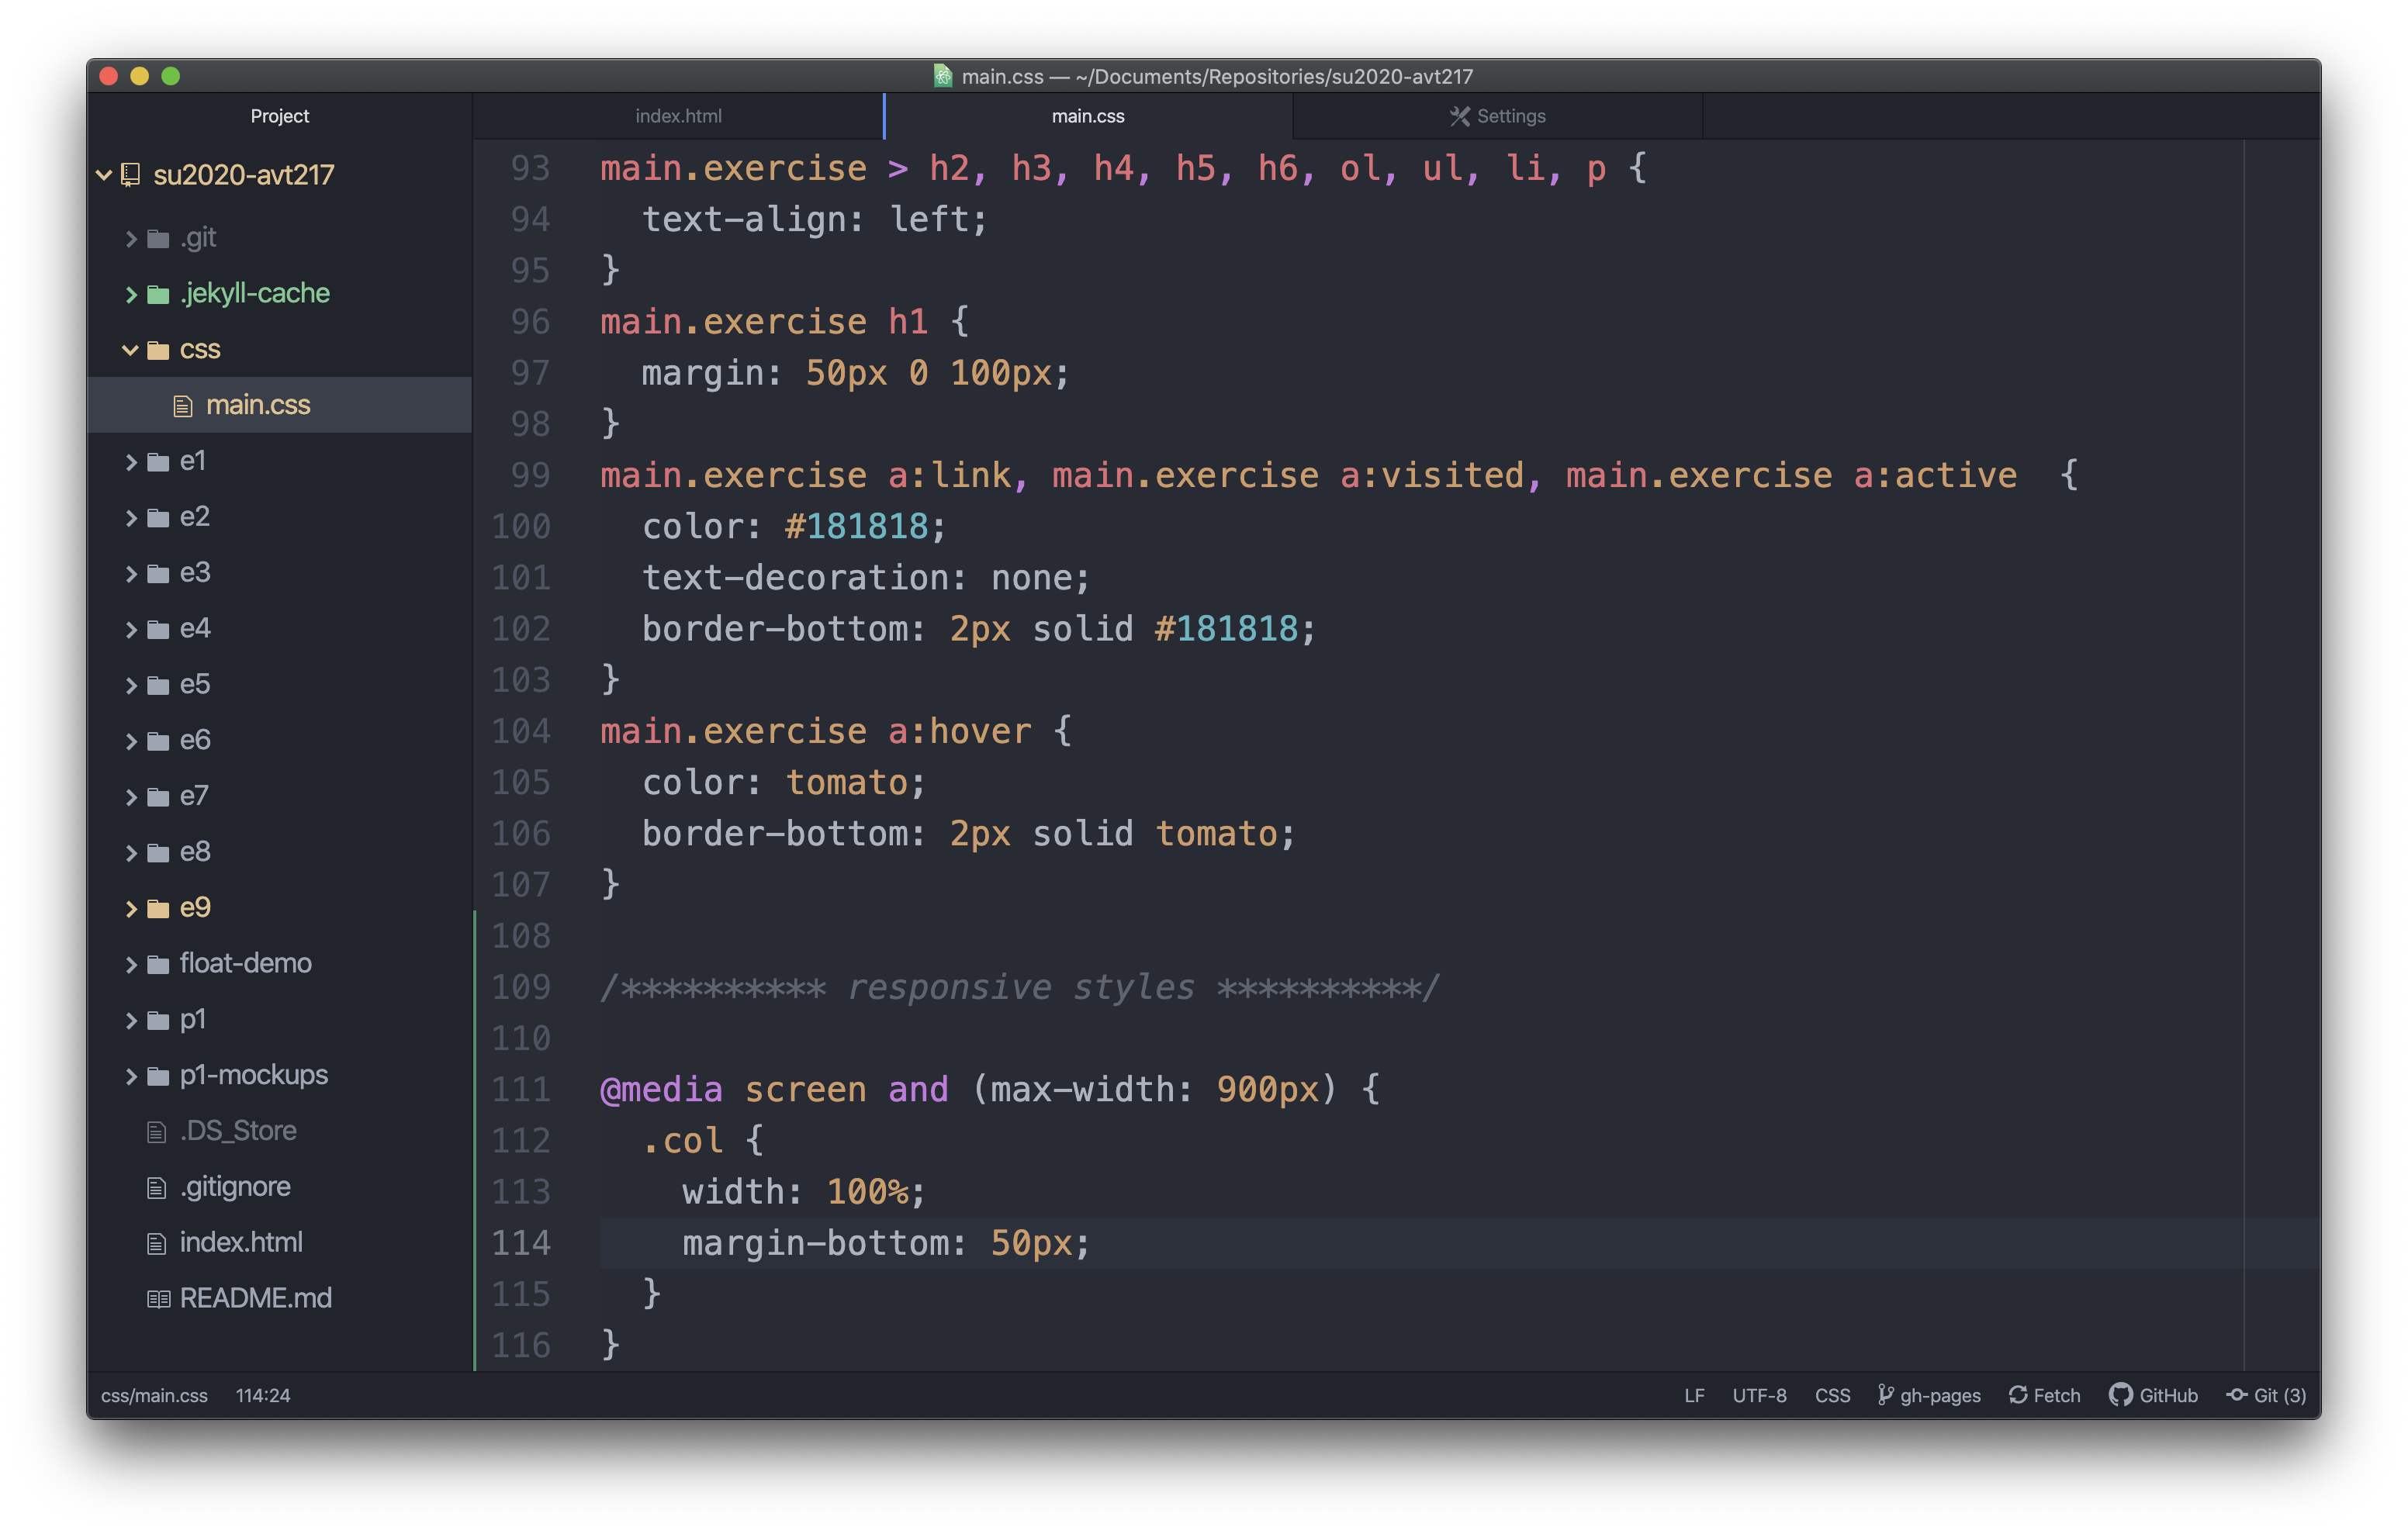 main.css — ~/Documents/Repositories/su2020-avt217
Project
index.html
main.css
Settings
su2020-avt217
.git
.jekyll-cache
css
main.css
e1
e2
e3
e4
e5
e6
e7
e8
e9
float-demo
p1
p1-mockups
.DS_Store
.gitignore
index.html
README.md
93 main.exercise > h2, h3, h4, h5, h6, ol, ul, li, p {
94   text-align: left;
95 }
96 main.exercise h1 {
97   margin: 50px 0 100px;
98 }
99 main.exercise a:link, main.exercise a:visited, main.exercise a:active  {
100   color: #181818;
101   text-decoration: none;
102   border-bottom: 2px solid #181818;
103 }
104 main.exercise a:hover {
105   color: tomato;
106   border-bottom: 2px solid tomato;
107 }
108
109 /********** responsive styles **********/
110
111 @media screen and (max-width: 900px) {
112   .col {
113     width: 100%;
114     margin-bottom: 50px;
115   }
116 }
css/main.css 114:24
LF UTF-8 CSS gh-pages Fetch GitHub Git (3)